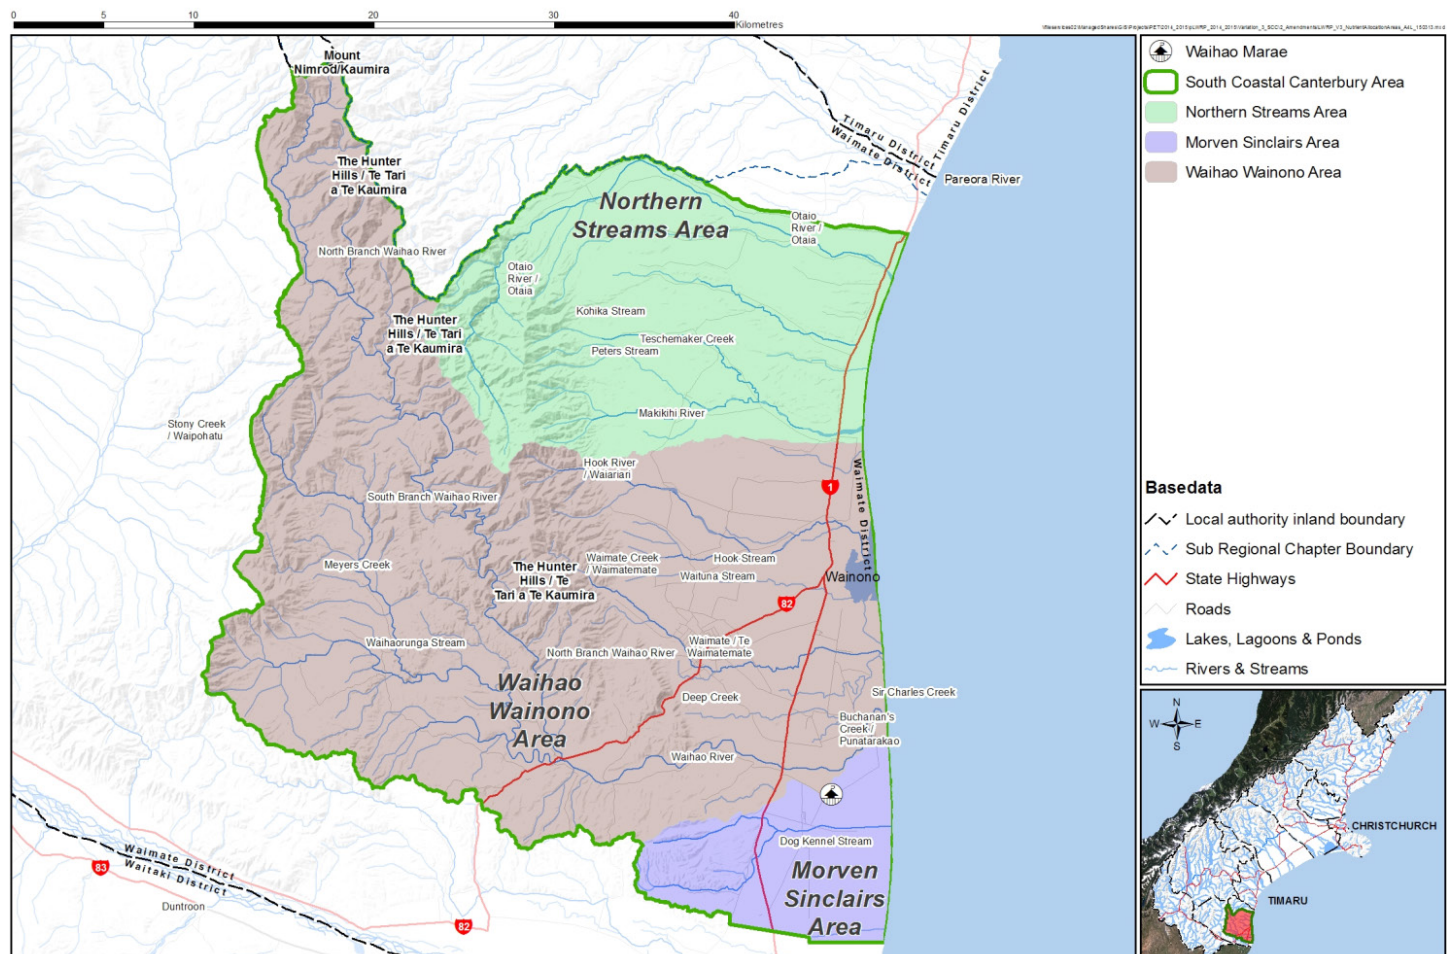 0 10 20 30 40
Kilometres
Mount
Nimrod/Kaumira
The Hunter
Hills / Te Tari
a Te Kaumira
North Branch Waihao River
Northern
Streams Area
Otaio
River /
Otaia
Otaio
River /
Otaia
Timaru District
Waimate District
Timaru District
Pareora River
Kohika Stream
The Hunter
Hills / Te Tari
a Te Kaumira
Teschemaker Creek
Peters Stream
Makikihi River
Stony Creek
/ Waipohatu
Hook River
/ Waiarian
South Branch Waihao River
1
Waimate District
Meyers Creek
The Hunter
Hills / Te
Tari a Te Kaumira
Waimate Creek
/ Waimatemate
Hook Stream
Waituna Stream
Wainono
82
Waihaorunga Stream
North Branch Waihao River
Waimate / Te
Waimatemate
Waihao
Wainono
Area
Deep Creek
Sir Charles Creek
Buchanan's
Creek /
Punatarakao
Waihao River
Dog Kennel Stream
Morven
Sinclairs
Area
Waimate District
Waitaki District
83
Duntroon
82
Waihao Marae
South Coastal Canterbury Area
Northern Streams Area
Morven Sinclairs Area
Waihao Wainono Area
Basedata
Local authority inland boundary
Sub Regional Chapter Boundary
State Highways
Roads
Lakes, Lagoons & Ponds
Rivers & Streams
N
W E
S
CHRISTCHURCH
TIMARU